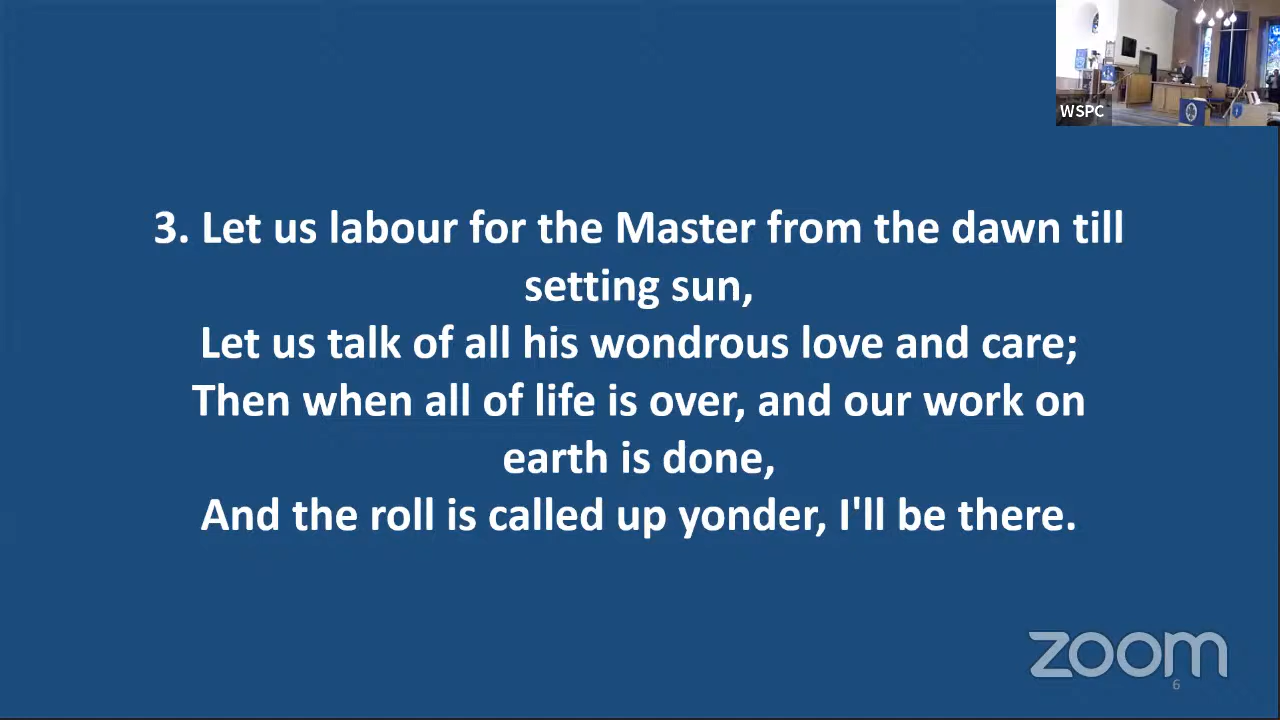 WSPC
3. Let us labour for the Master from the dawn till
setting sun,
Let us talk of all his wondrous love and care;
Then when all of life is over, and our work on
earth is done,
And the roll is called up yonder, I'll be there.
zoom
6